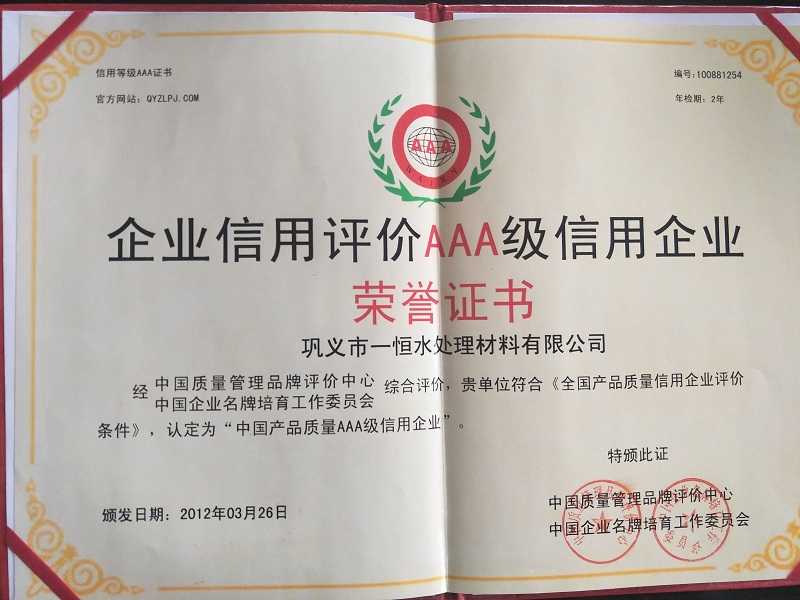 信用等级AAA证书
编号:100881254
官方网站: QYZLPJ.COM
年检期: 2年
AAA
企业信用评价AAA级信用企业
荣誉证书
巩义市一恒水处理材料有限公司
经 中国质量管理品牌评价中心 综合评价, 贵单位符合《全国产品质量信用企业评价
中国企业名牌培育工作委员会
条件》, 认定为“中国产品质量AAA级信用企业”。
特颁此证
中国质量管理品牌评价中心
颁发日期: 2012年03月26日
中国企业名牌培育工作委员会